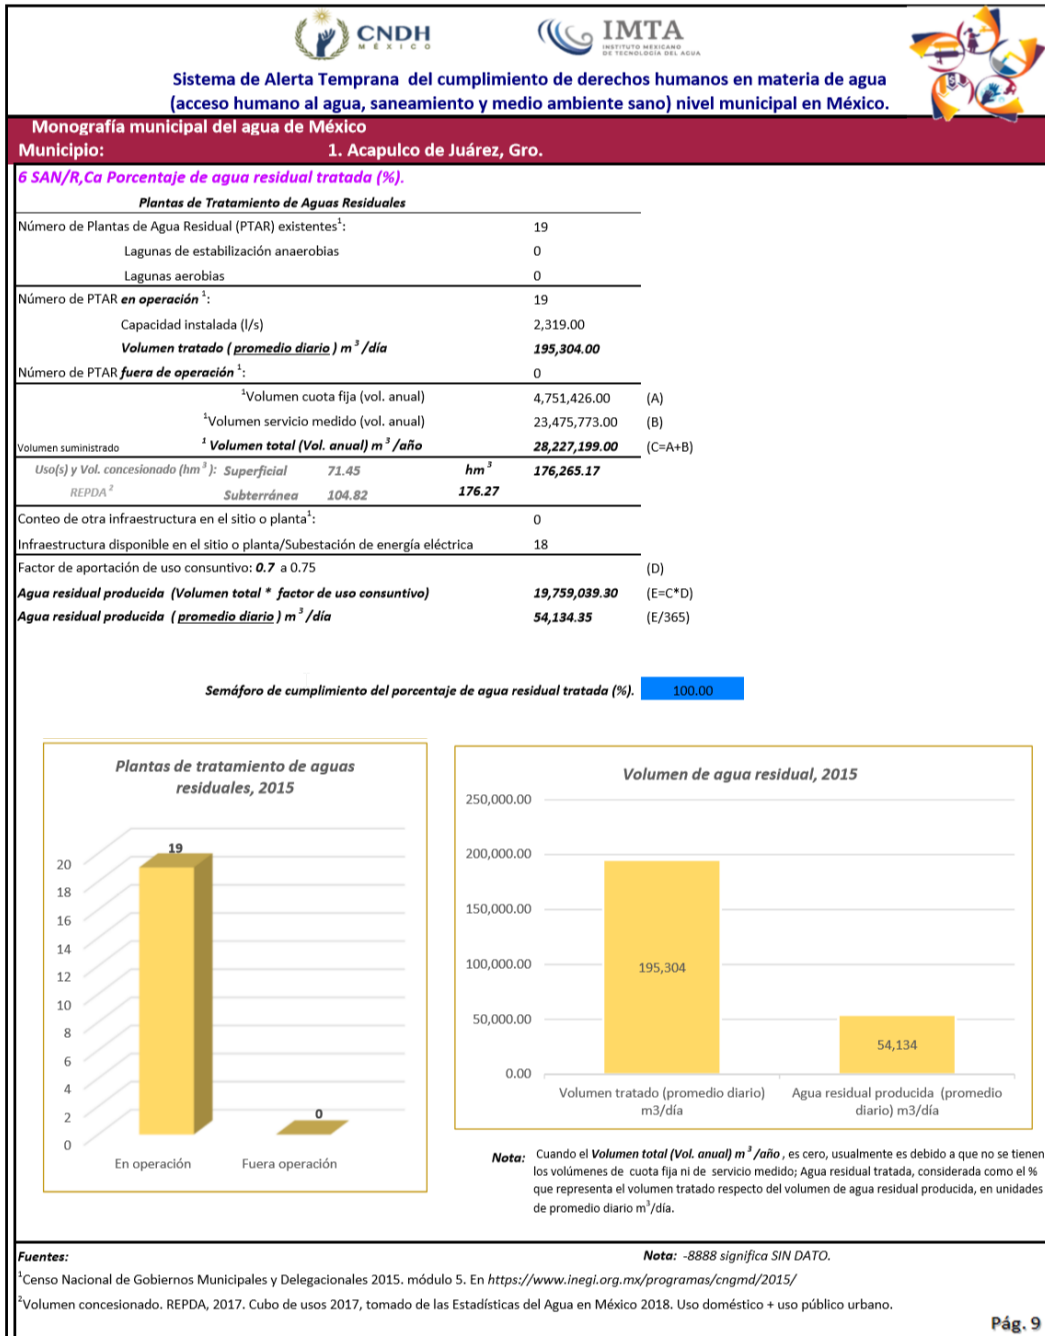 CNDH
MÉXICO
IMTA
INSTITUTO MEXICANO
DE TECNOLOGÍA DEL AGUA
Sistema de Alerta Temprana del cumplimiento de derechos humanos en materia de agua
(acceso humano al agua, saneamiento y medio ambiente sano) nivel municipal en México.
Monografía municipal del agua de México
Municipio: 1. Acapulco de Juárez, Gro.
6 SAN/R,Ca Porcentaje de agua residual tratada (%).
Plantas de Tratamiento de Aguas Residuales
Número de Plantas de Agua Residual (PTAR) existentes¹: 19
Lagunas de estabilización anaerobias 0
Lagunas aerobias 0
Número de PTAR en operación ¹: 19
Capacidad instalada (l/s) 2,319.00
Volumen tratado ( promedio diario ) m³/día 195,304.00
Número de PTAR fuera de operación ¹: 0
¹Volumen cuota fija (vol. anual) 4,751,426.00 (A)
¹Volumen servicio medido (vol. anual) 23,475,773.00 (B)
Volumen suministrado ¹ Volumen total (Vol. anual) m³/año 28,227,199.00 (C=A+B)
Uso(s) y Vol. concesionado (hm³): Superficial 71.45 hm³ 176,265.17
REPDA² Subterránea 104.82 176.27
Conteo de otra infraestructura en el sitio o planta¹: 0
Infraestructura disponible en el sitio o planta/Subestación de energía eléctrica 18
Factor de aportación de uso consuntivo: 0.7 a 0.75 (D)
Agua residual producida (Volumen total * factor de uso consuntivo) 19,759,039.30 (E=C*D)
Agua residual producida ( promedio diario ) m³/día 54,134.35 (E/365)
Semáforo de cumplimiento del porcentaje de agua residual tratada (%). 100.00
Plantas de tratamiento de aguas
residuales, 2015
19
20
18
16
14
12
10
8
6
4
2
0
0
En operación Fuera operación
Volumen de agua residual, 2015
250,000.00
200,000.00
150,000.00
100,000.00
50,000.00
0.00
195,304
54,134
Volumen tratado (promedio diario) Agua residual producida (promedio
m3/día diario) m3/día
Nota: Cuando el Volumen total (Vol. anual) m³/año , es cero, usualmente es debido a que no se tienen
los volúmenes de cuota fija ni de servicio medido; Agua residual tratada, considerada como el %
que representa el volumen tratado respecto del volumen de agua residual producida, en unidades
de promedio diario m³/día.
Fuentes: Nota: -8888 significa SIN DATO.
¹Censo Nacional de Gobiernos Municipales y Delegacionales 2015. módulo 5. En https://www.inegi.org.mx/programas/cngmd/2015/
²Volumen concesionado. REPDA, 2017. Cubo de usos 2017, tomado de las Estadísticas del Agua en México 2018. Uso doméstico + uso público urbano.
Pág. 9